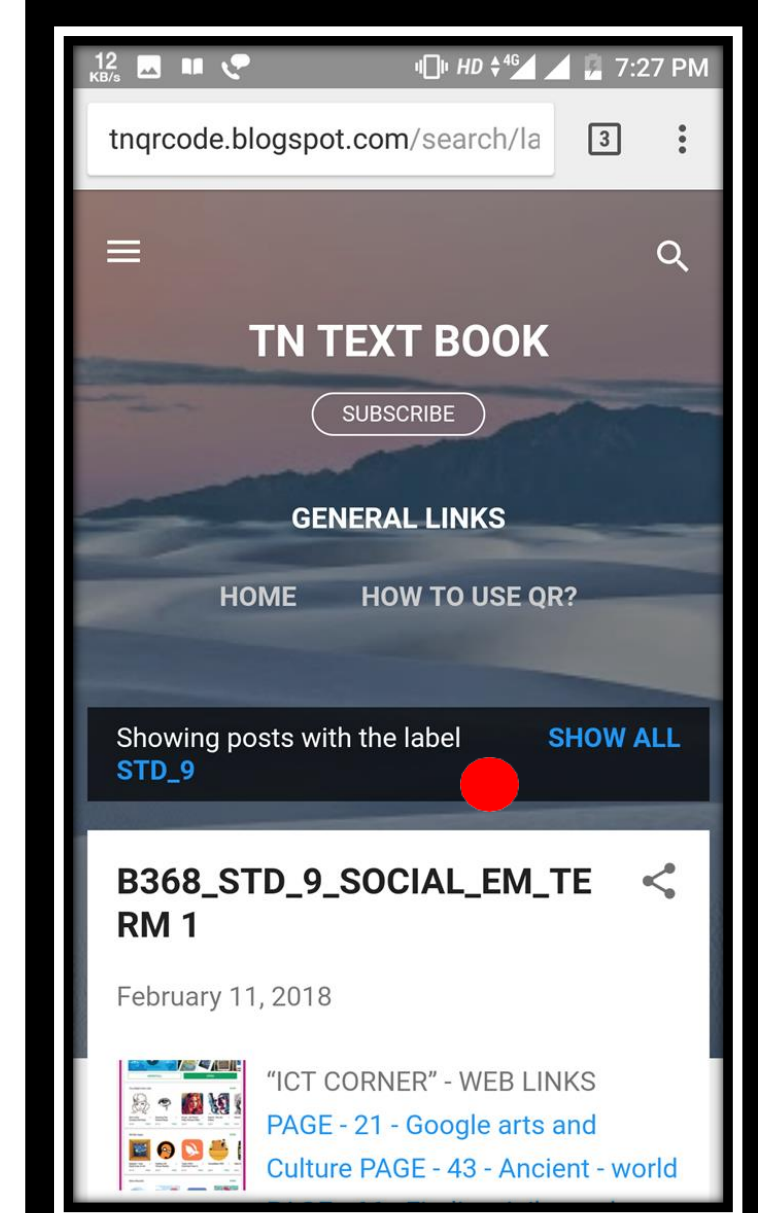 12
KB/s HD 4G 7:27 PM
tnqrcode.blogspot.com/search/la 3
TN TEXT BOOK
SUBSCRIBE
GENERAL LINKS
HOME HOW TO USE QR?
Showing posts with the label SHOW ALL
STD_9
B368_STD_9_SOCIAL_EM_TE
RM 1
February 11, 2018
“ICT CORNER” - WEB LINKS
PAGE - 21 - Google arts and
Culture PAGE - 43 - Ancient - world